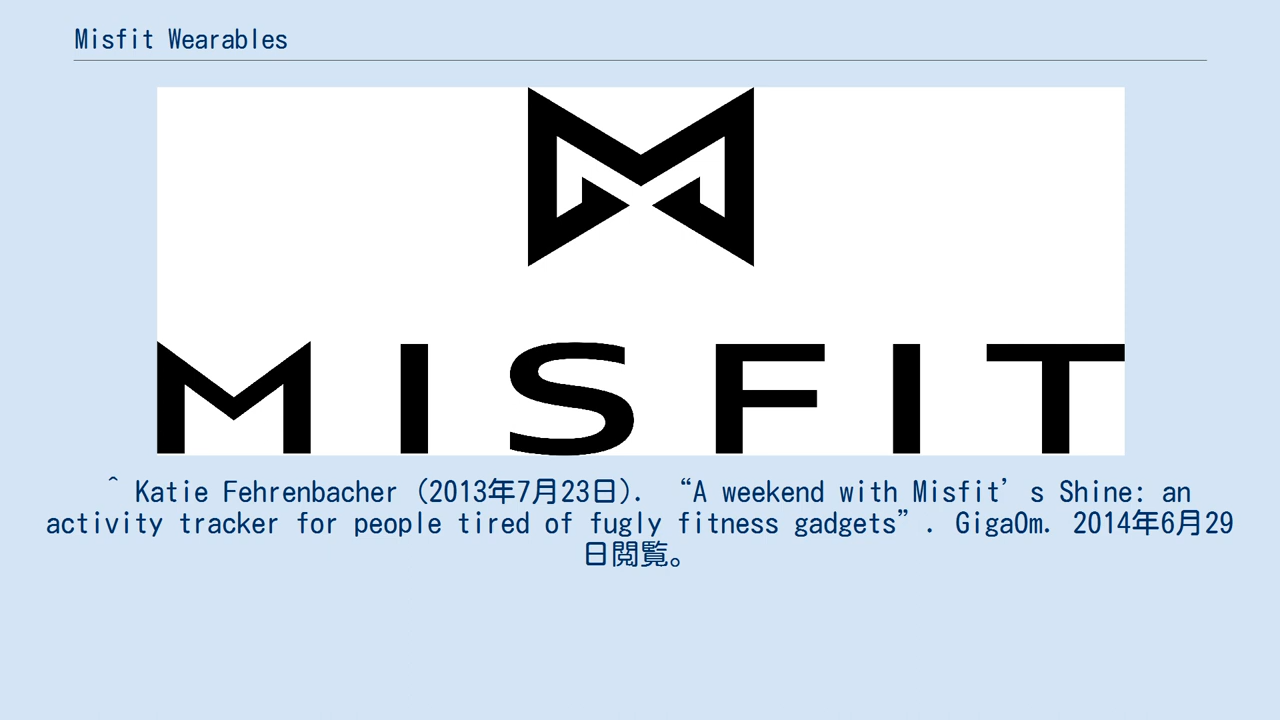 Misfit Wearables
MISFIT
^ Katie Fehrenbacher (2013年7月23日). “A weekend with Misfit’s Shine: an
activity tracker for people tired of fugly fitness gadgets”. GigaOm. 2014年6月29
日閲覧。